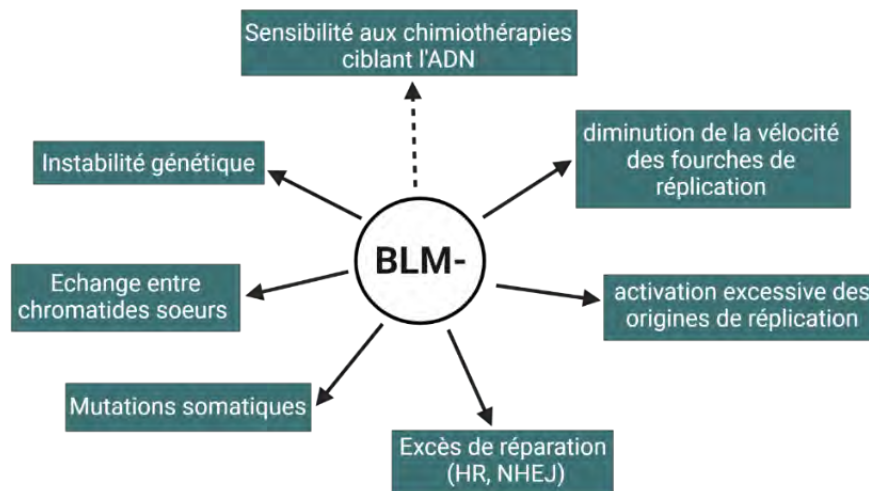 Sensibilité aux chimiothérapies
ciblant l'ADN
Instabilité génétique
diminution de la vélocité
des fourches de
réplication
BLM-
Echange entre
chromatides soeurs
activation excessive des
origines de réplication
Mutations somatiques
Excès de réparation
(HR, NHEJ)